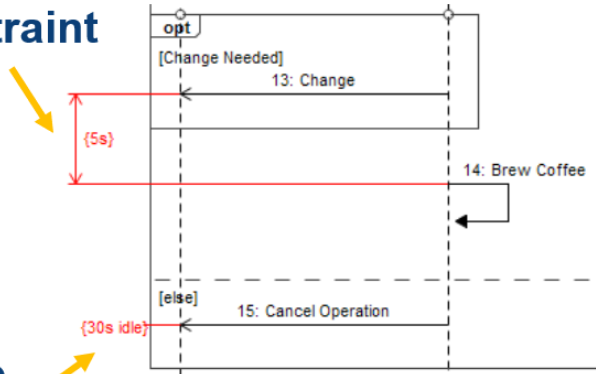 traint
opt
[Change Needed]
13: Change
{5s}
14: Brew Coffee
[else]
15: Cancel Operation
{30s idle}